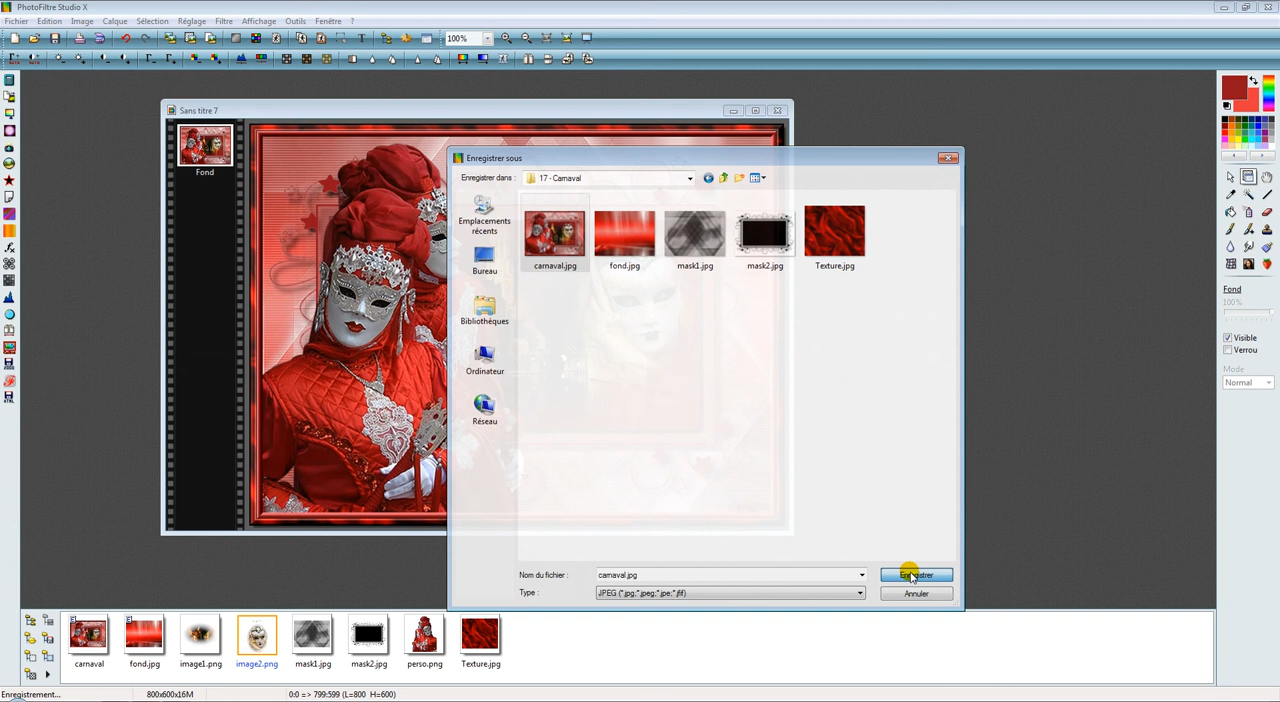 PhotoFiltre Studio X
Fichier Edition Image Calque Sélection Réglage Filtre Affichage Outils Fenêtre ?
100%
Sans titre 7
Fond
Enregistrer sous
Enregistrer dans : 17 - Carnaval
Emplacements récents
Bureau
Bibliothèques
Ordinateur
Réseau
carnaval.jpg fond.jpg mask1.jpg mask2.jpg Texture.jpg
Nom du fichier : carnaval.jpg Enregistrer
Type : JPEG (*.jpg;*.jpeg;*.jpe;*.jfif) Annuler
Fond
100%
Visible
Verrou
Mode
Normal
carnaval fond.jpg image1.png image2.png mask1.jpg mask2.jpg perso.png Texture.jpg
Enregistrement... 800x600x16M 0:0 => 799:599 (L=800 H=600)